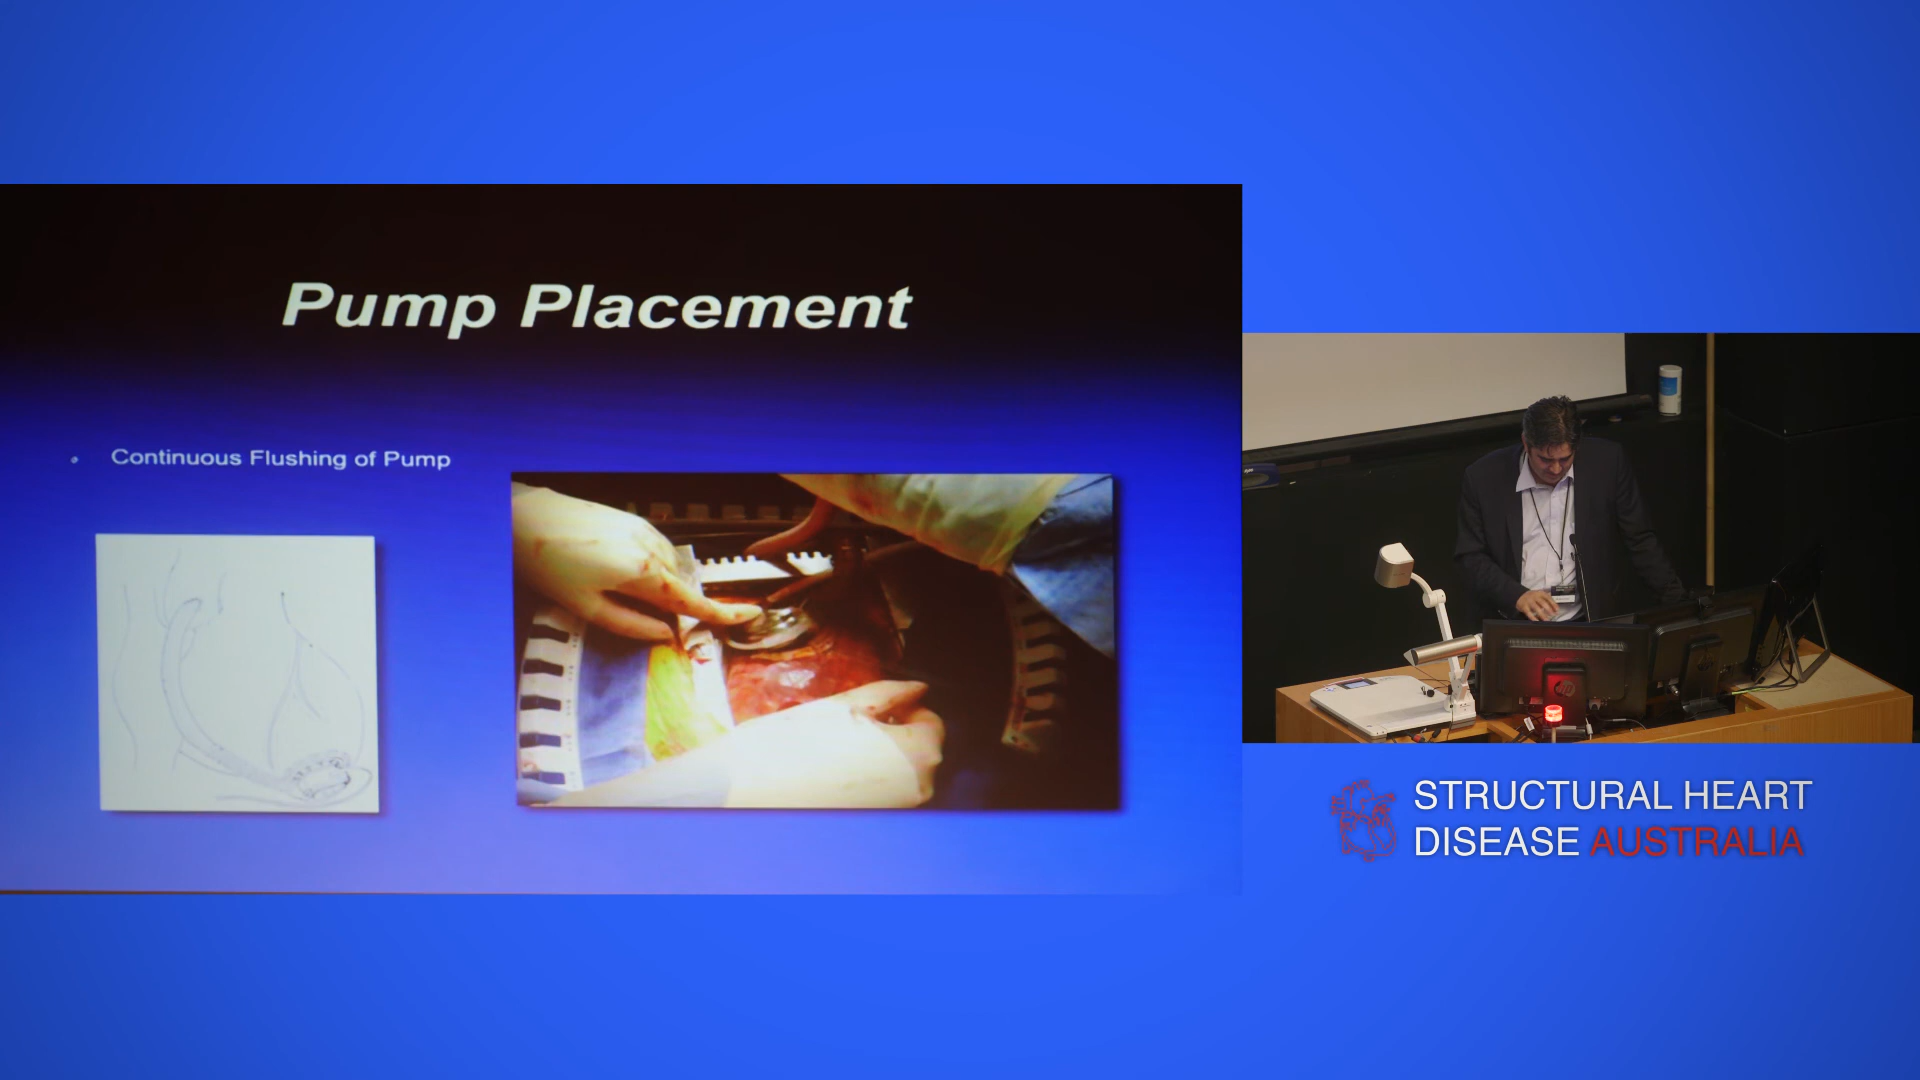 Pump Placement
Continuous Flushing of Pump
STRUCTURAL HEART
DISEASE AUSTRALIA